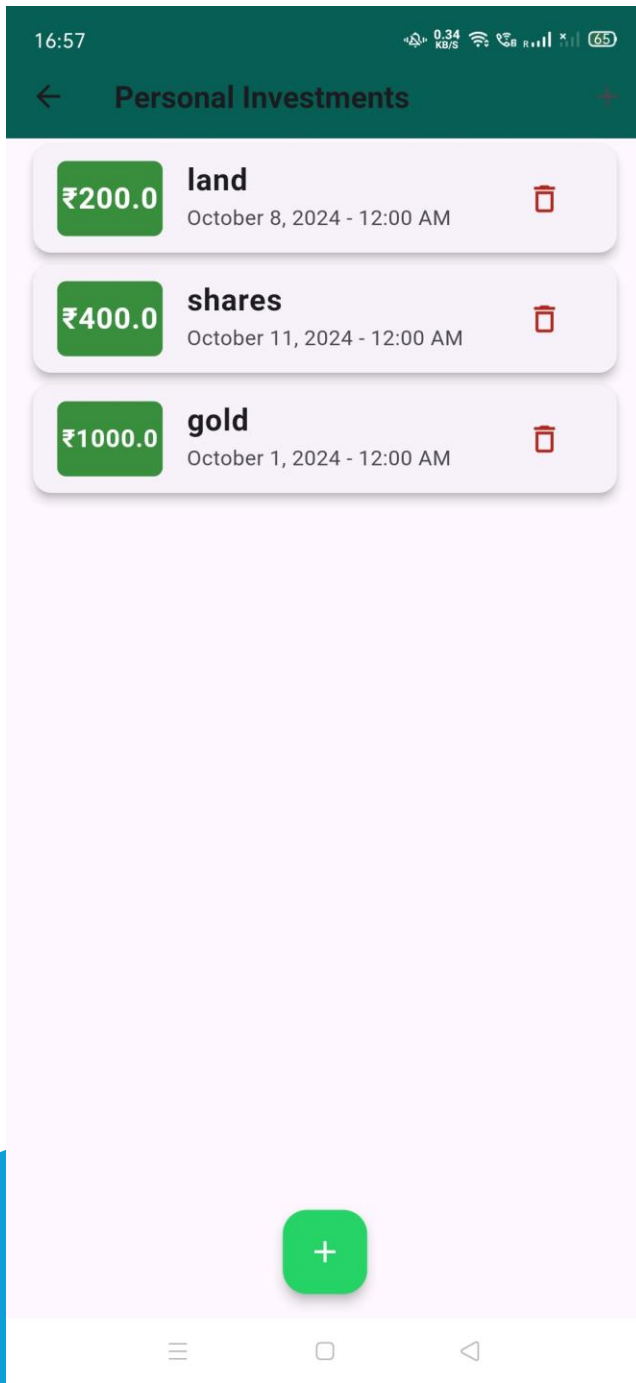 16:57
0.34
KB/S
R
x
65
Personal Investments
+
₹200.0
land
October 8, 2024 - 12:00 AM
₹400.0
shares
October 11, 2024 - 12:00 AM
₹1000.0
gold
October 1, 2024 - 12:00 AM
+